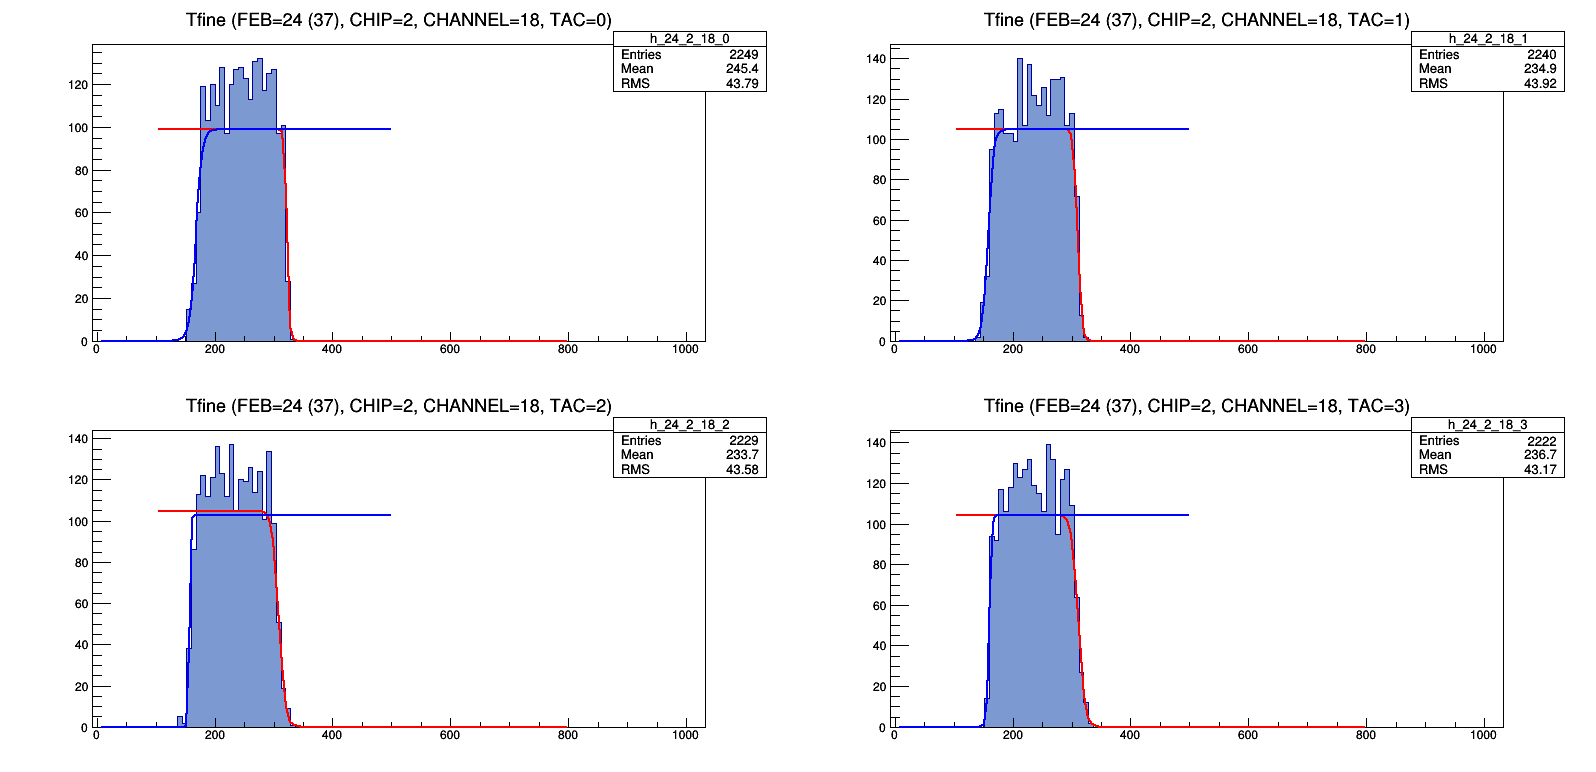 Tfine (FEB=24 (37), CHIP=2, CHANNEL=18, TAC=0)
h_24_2_18_0
Entries 2249
Mean 245.4
RMS 43.79
120
100
80
60
40
20
0
0 200 400 600 800 1000
Tfine (FEB=24 (37), CHIP=2, CHANNEL=18, TAC=1)
h_24_2_18_1
Entries 2240
Mean 234.9
RMS 43.92
140
120
100
80
60
40
20
0
0 200 400 600 800 1000
Tfine (FEB=24 (37), CHIP=2, CHANNEL=18, TAC=2)
h_24_2_18_2
Entries 2229
Mean 233.7
RMS 43.58
140
120
100
80
60
40
20
0
0 200 400 600 800 1000
Tfine (FEB=24 (37), CHIP=2, CHANNEL=18, TAC=3)
h_24_2_18_3
Entries 2222
Mean 236.7
RMS 43.17
140
120
100
80
60
40
20
0
0 200 400 600 800 1000